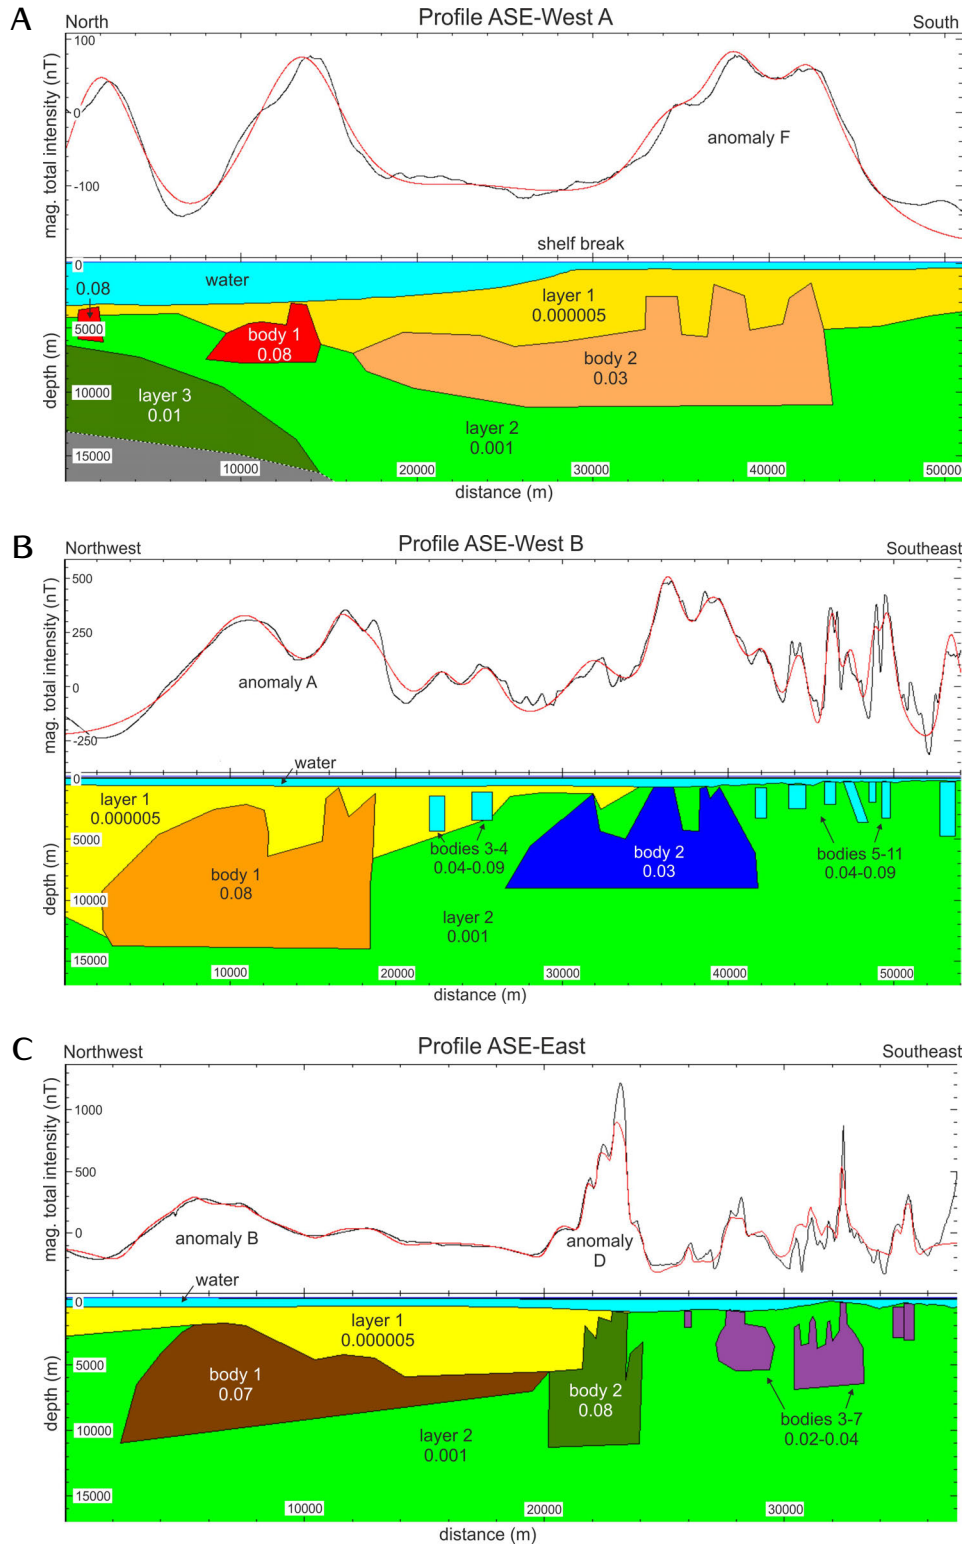 A
Profile ASE-West A
North
South
mag. total intensity (nT)
100
0
-100
anomaly F
shelf break
depth (m)
0
5000
10000
15000
water
0.08
body 1
0.08
layer 1
0.000005
body 2
0.03
layer 3
0.01
layer 2
0.001
10000
20000
30000
40000
50000
distance (m)
B
Profile ASE-West B
Northwest
Southeast
mag. total intensity (nT)
500
250
0
-250
anomaly A
water
depth (m)
0
5000
10000
15000
layer 1
0.000005
body 1
0.08
bodies 3-4
0.04-0.09
body 2
0.03
bodies 5-11
0.04-0.09
layer 2
0.001
10000
20000
30000
40000
50000
distance (m)
C
Profile ASE-East
Northwest
Southeast
mag. total intensity (nT)
1000
500
0
anomaly B
anomaly
D
water
depth (m)
0
5000
10000
15000
layer 1
0.000005
body 1
0.07
body 2
0.08
bodies 3-7
0.02-0.04
layer 2
0.001
10000
20000
30000
distance (m)